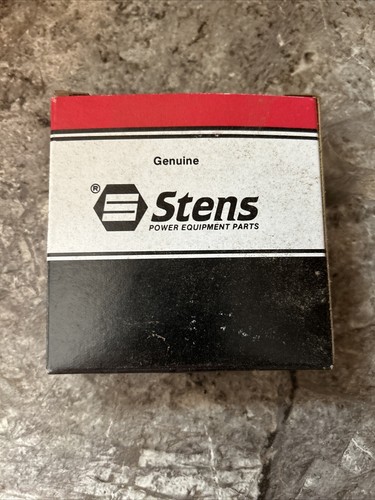 Genuine
® Stens
POWER EQUIPMENT PARTS